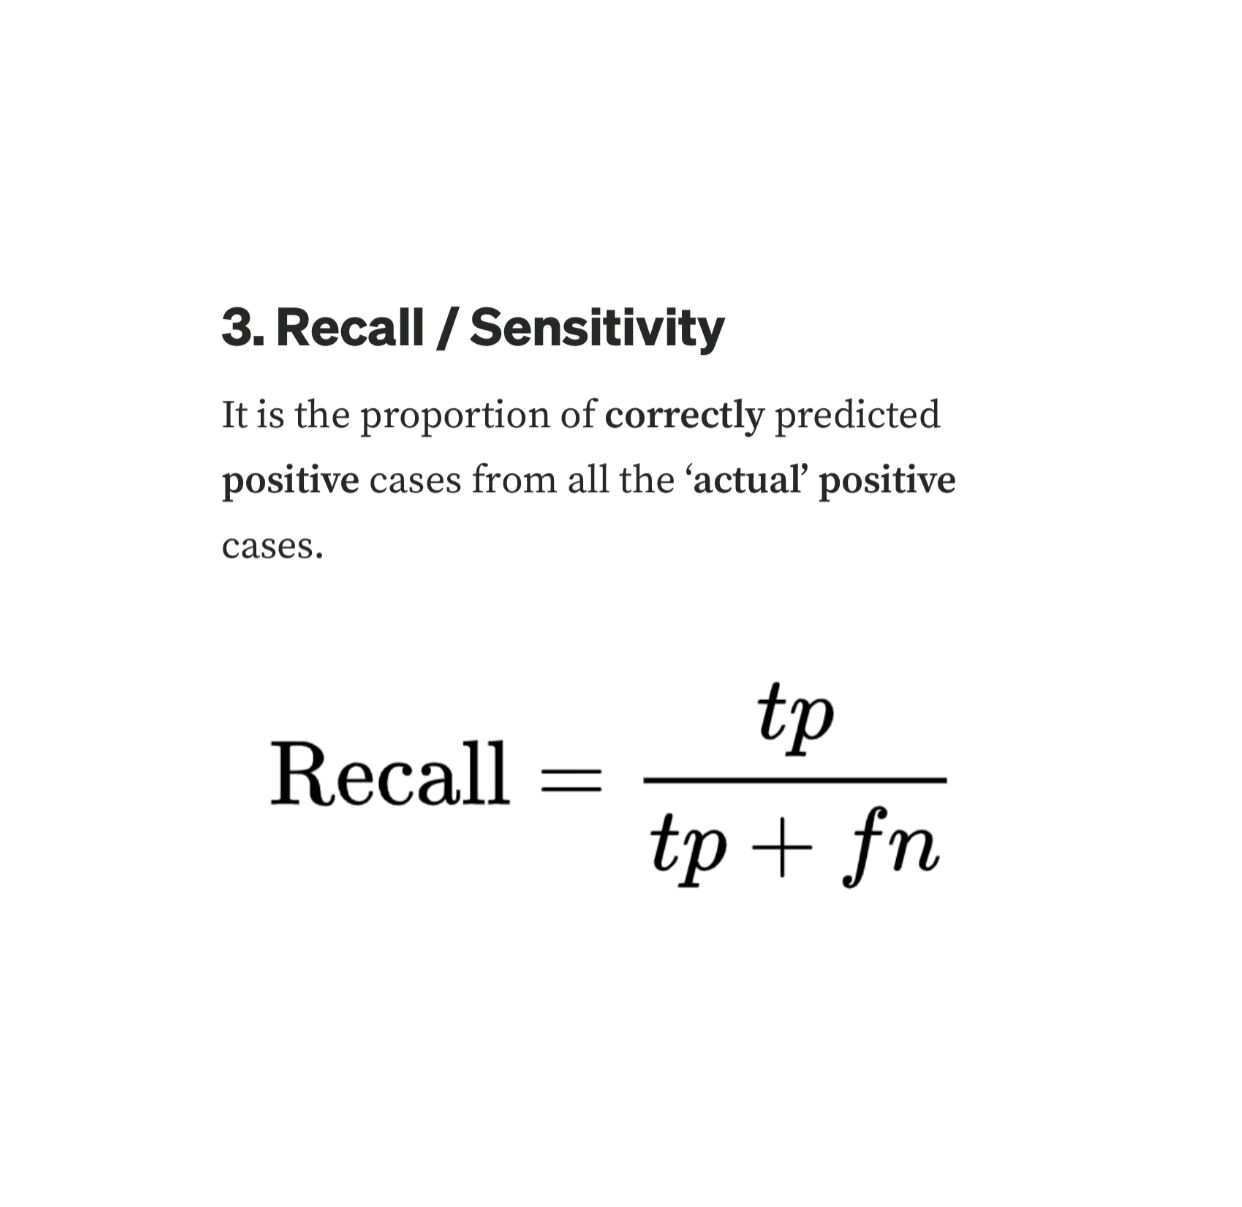 3. Recall / Sensitivity
It is the proportion of correctly predicted
positive cases from all the ‘actual’ positive
cases.
Recall = tp / tp + fn